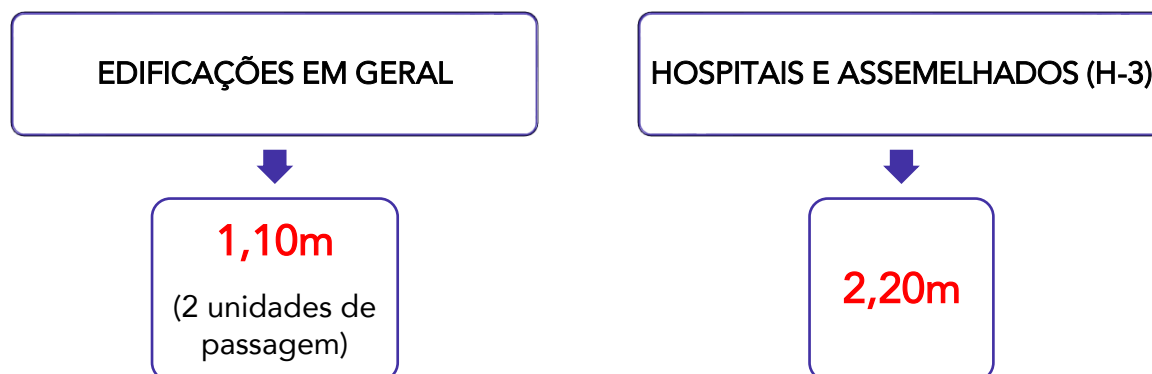 EDIFICAÇÕES EM GERAL
1,10m
(2 unidades de
passagem)
HOSPITAIS E ASSEMELHADOS (H-3)
2,20m